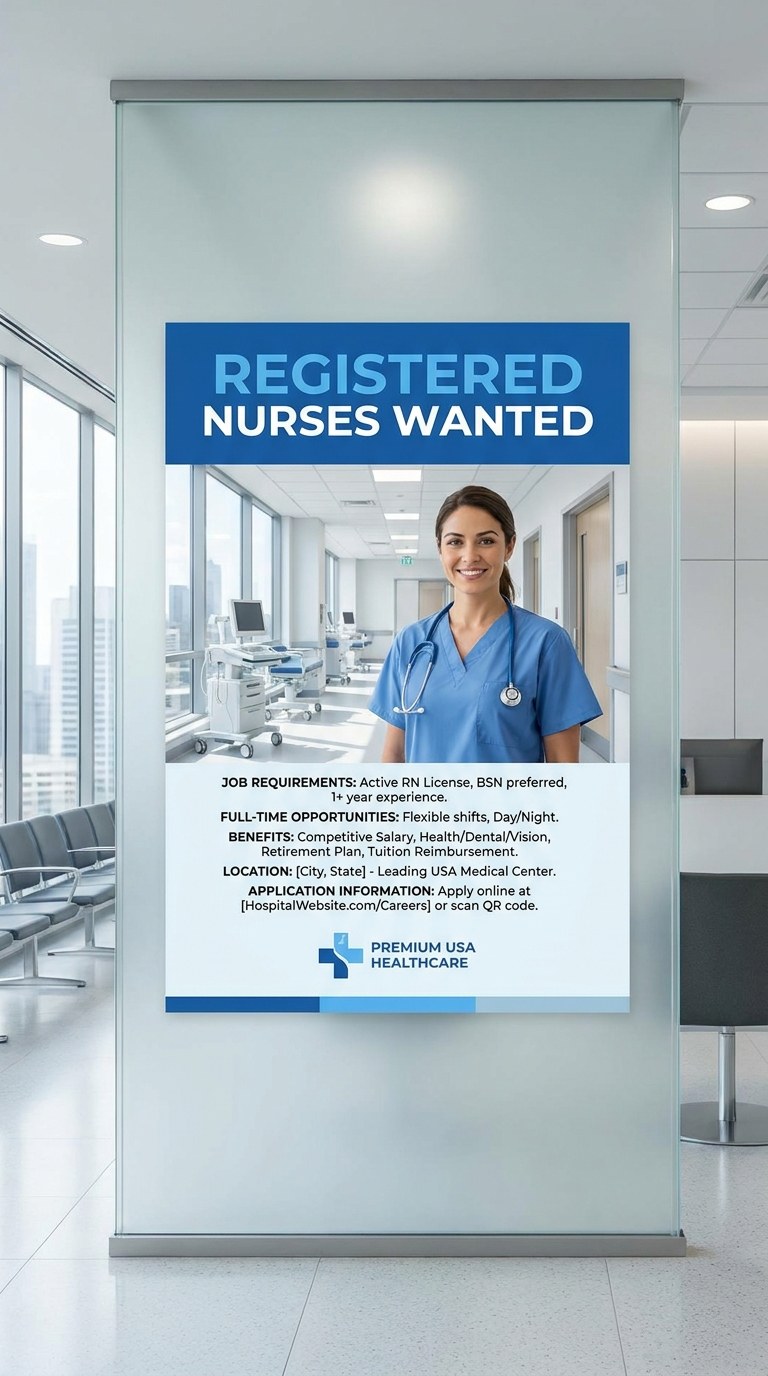 REGISTERED
NURSES WANTED
JOB REQUIREMENTS: Active RN License, BSN preferred,
1+ year experience.
FULL-TIME OPPORTUNITIES: Flexible shifts, Day/Night.
BENEFITS: Competitive Salary, Health/Dental/Vision,
Retirement Plan, Tuition Reimbursement.
LOCATION: [City, State] - Leading USA Medical Center.
APPLICATION INFORMATION: Apply online at
[HospitalWebsite.com/Careers] or scan QR code.
PREMIUM USA
HEALTHCARE